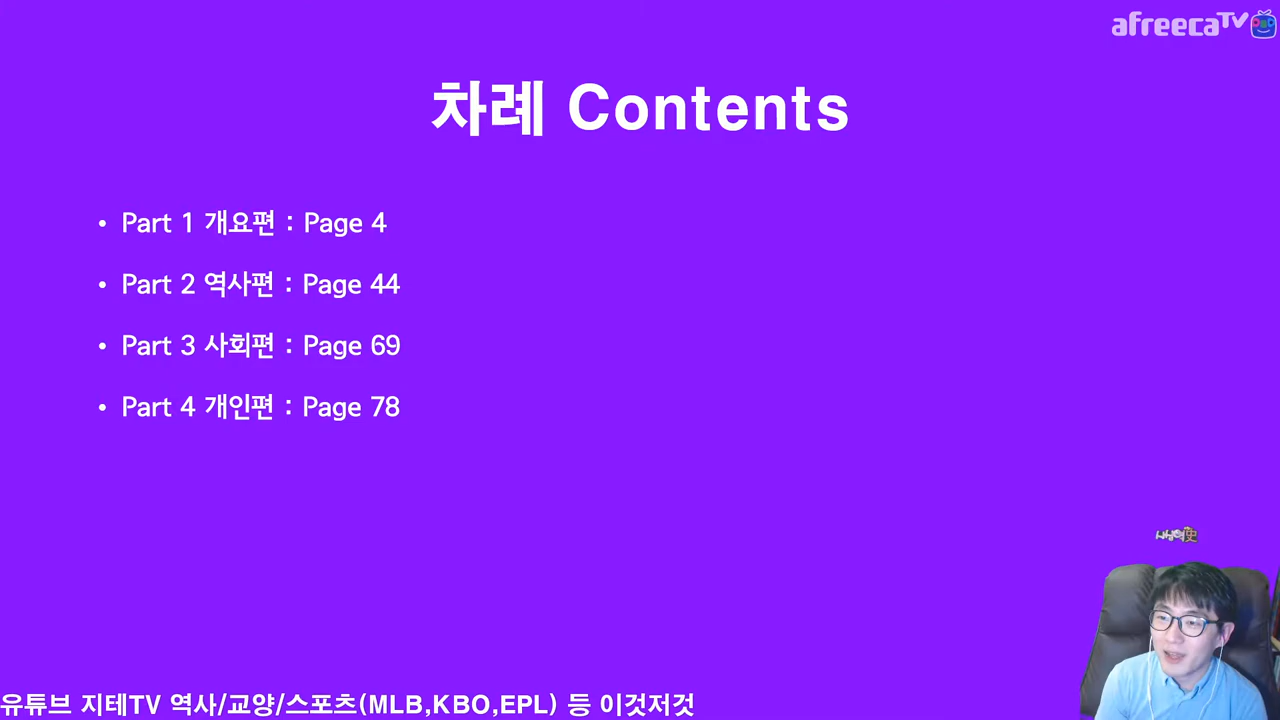 afreecaTV
차례 Contents
• Part 1 개요편 : Page 4
• Part 2 역사편 : Page 44
• Part 3 사회편 : Page 69
• Part 4 개인편 : Page 78
유튜브 지테TV 역사/교양/스포츠(MLB,KBO,EPL) 등 이것저것